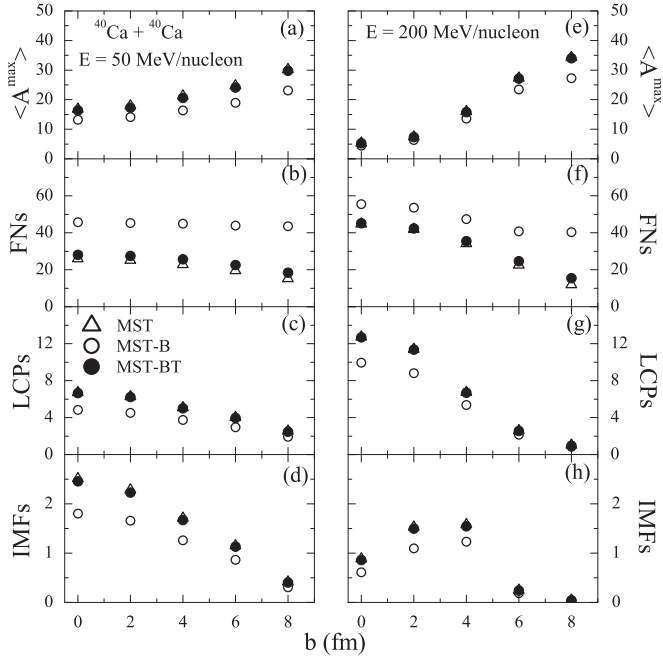 50
40
30
20
10
0
<A^max>
⁴⁰Ca + ⁴⁰Ca
(a)
E = 50 MeV/nucleon
(e)
E = 200 MeV/nucleon
50
40
30
20
10
0
<A^max>
60
40
20
0
FNs
(b)
(f)
60
40
20
0
FNs
12
8
4
0
LCPs
(c)
MST
MST-B
MST-BT
(g)
12
8
4
0
LCPs
2
1
0
IMFs
(d)
(h)
2
1
0
IMFs
0 2 4 6 8 0 2 4 6 8
b (fm)